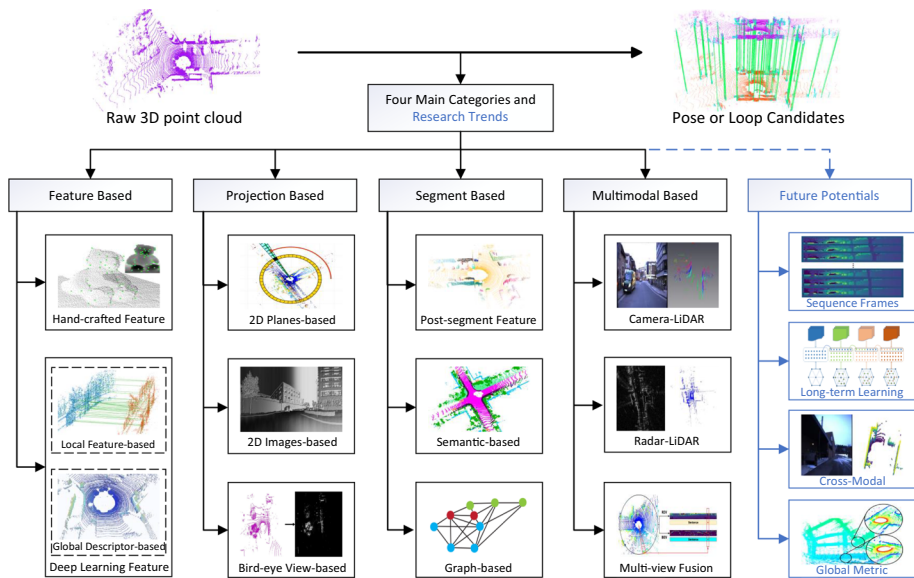 Raw 3D point cloud
Four Main Categories and
Research Trends
Pose or Loop Candidates
Feature Based
Projection Based
Segment Based
Multimodal Based
Future Potentials
Hand-crafted Feature
Local Feature-based
Global Descriptor-based
Deep Learning Feature
2D Planes-based
2D Images-based
Bird-eye View-based
Post-segment Feature
Semantic-based
Graph-based
Camera-LiDAR
Radar-LiDAR
Multi-view Fusion
Sequence Frames
Long-term Learning
Cross-Modal
Global Metric